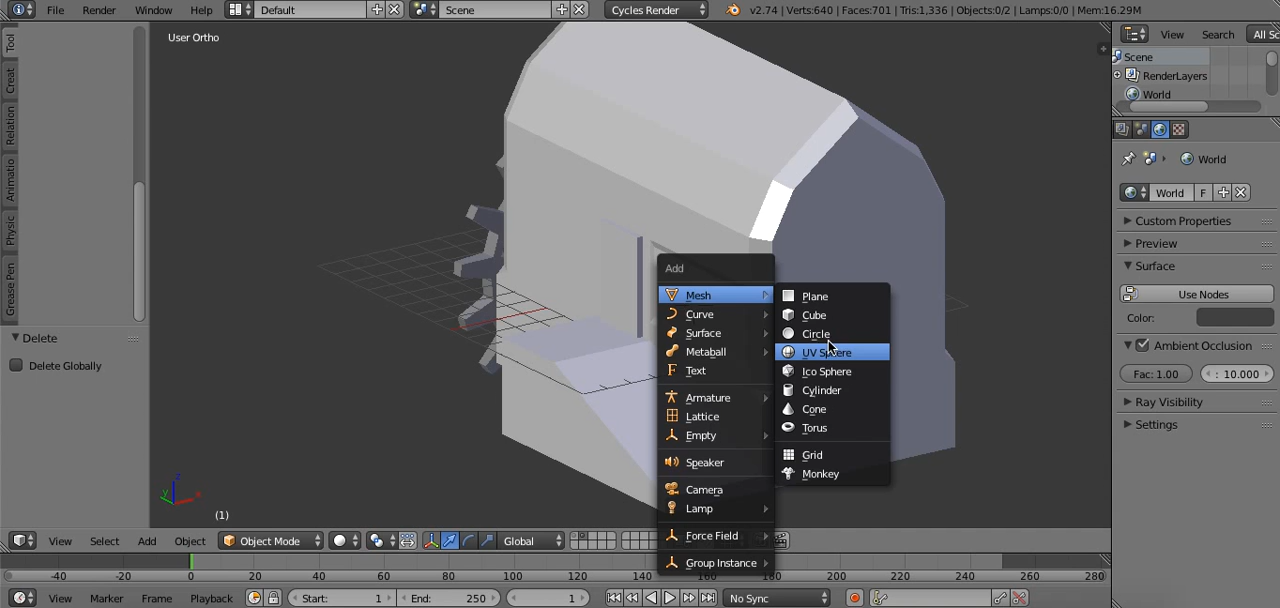 File Render Window Help Default Scene Cycles Render v2.74 | Verts:640 | Faces:701 | Tris:1,336 | Objects:0/2 | Lamps:0/0 | Mem:16.29M
User Ortho
View Search All Sc
Scene
RenderLayers
World
Tool
Creat
Relation
Animatio
Physic
Grease Pen
World
World F
Custom Properties
Preview
Surface
Use Nodes
Color:
Ambient Occlusion
Fac: 1.00 : 10.000
Ray Visibility
Settings
Delete
Delete Globally
Add
Mesh
Curve
Surface
Metaball
Text
Armature
Lattice
Empty
Speaker
Camera
Lamp
Force Field
Group Instance
Plane
Cube
Circle
UV Sphere
Ico Sphere
Cylinder
Cone
Torus
Grid
Monkey
z
y x
(1)
View Select Add Object Object Mode Global
-40 -20 0 20 40 60 80 100 120 140 160 180 200 220 240 260 280
View Marker Frame Playback Start: 1 End: 250 1 No Sync